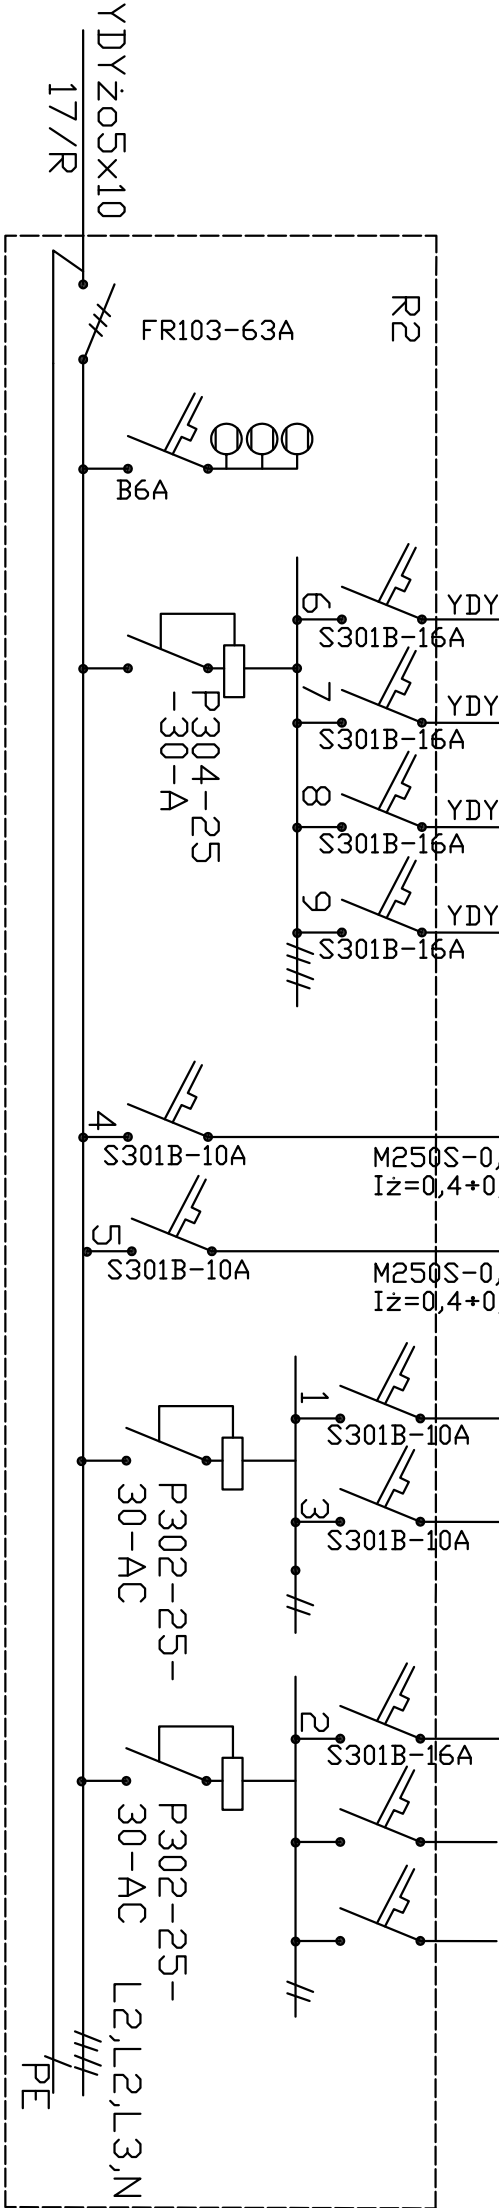 YDYżo5x10
17/R
R2
FR103-63A
B6A
6
YDY
S301B-16A
7
YDY
S301B-16A
P304-25
-30-A
8
YDY
S301B-16A
9
YDY
S301B-16A
4
S301B-10A
M250S-0,
Iż=0,4÷0,
5
S301B-10A
M250S-0,
Iż=0,4÷0,
1
S301B-10A
P302-25-
30-AC
3
S301B-10A
2
S301B-16A
P302-25-
30-AC
L2,L2,L3,N
PE